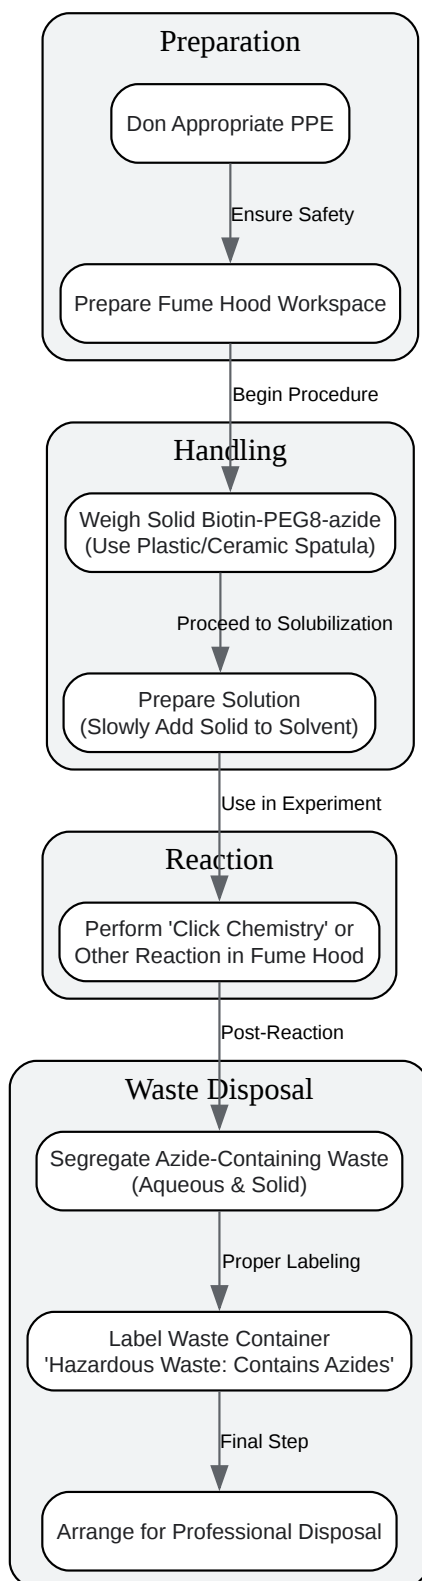 Preparation
Don Appropriate PPE
Ensure Safety
Prepare Fume Hood Workspace
Begin Procedure
Handling
Weigh Solid Biotin-PEG8-azide
(Use Plastic/Ceramic Spatula)
Proceed to Solubilization
Prepare Solution
(Slowly Add Solid to Solvent)
Use in Experiment
Reaction
Perform 'Click Chemistry' or
Other Reaction in Fume Hood
Post-Reaction
Waste Disposal
Segregate Azide-Containing Waste
(Aqueous & Solid)
Proper Labeling
Label Waste Container
'Hazardous Waste: Contains Azides'
Final Step
Arrange for Professional Disposal